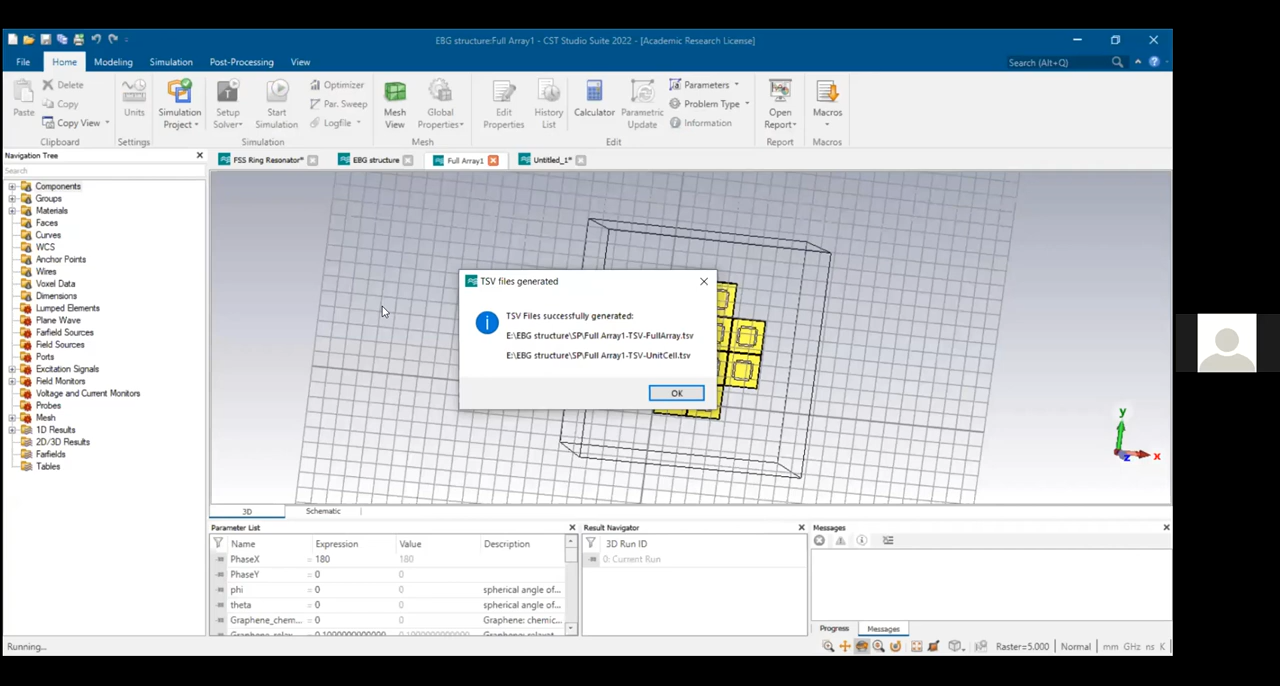 EBG structure:Full Array1 - CST Studio Suite 2022 - [Academic Research License]
File Home Modeling Simulation Post-Processing View Search (Alt+Q)
Paste Delete Copy Copy View Clipboard
Units Settings
Simulation Project Setup Solver Start Simulation Optimizer Par. Sweep Logfile Simulation
Mesh View Global Properties Mesh
Edit Properties History List Calculator Parametric Update Parameters Problem Type Information Edit
Open Report Report
Macros Macros
Navigation Tree
Search
Components
Groups
Materials
Faces
Curves
WCS
Anchor Points
Wires
Voxel Data
Dimensions
Lumped Elements
Plane Wave
Farfield Sources
Field Sources
Ports
Excitation Signals
Field Monitors
Voltage and Current Monitors
Probes
Mesh
1D Results
2D/3D Results
Farfields
Tables
FSS Ring Resonator* EBG structure Full Array1 Untitled_1*
TSV files generated
TSV Files successfully generated:
E:\EBG structure\SP\Full Array1-TSV-FullArray.tsv
E:\EBG structure\SP\Full Array1-TSV-UnitCell.tsv
OK
y
z x
3D Schematic
Parameter List
Name Expression Value Description
PhaseX = 180 180
PhaseY = 0 0
phi = 0 0 spherical angle of...
theta = 0 0 spherical angle of...
Graphene_chem... = 0 0 Graphene: chemic...
Result Navigator
3D Run ID
0: Current Run
Messages
Progress Messages
Running... Raster=5.000 Normal mm GHz ns K